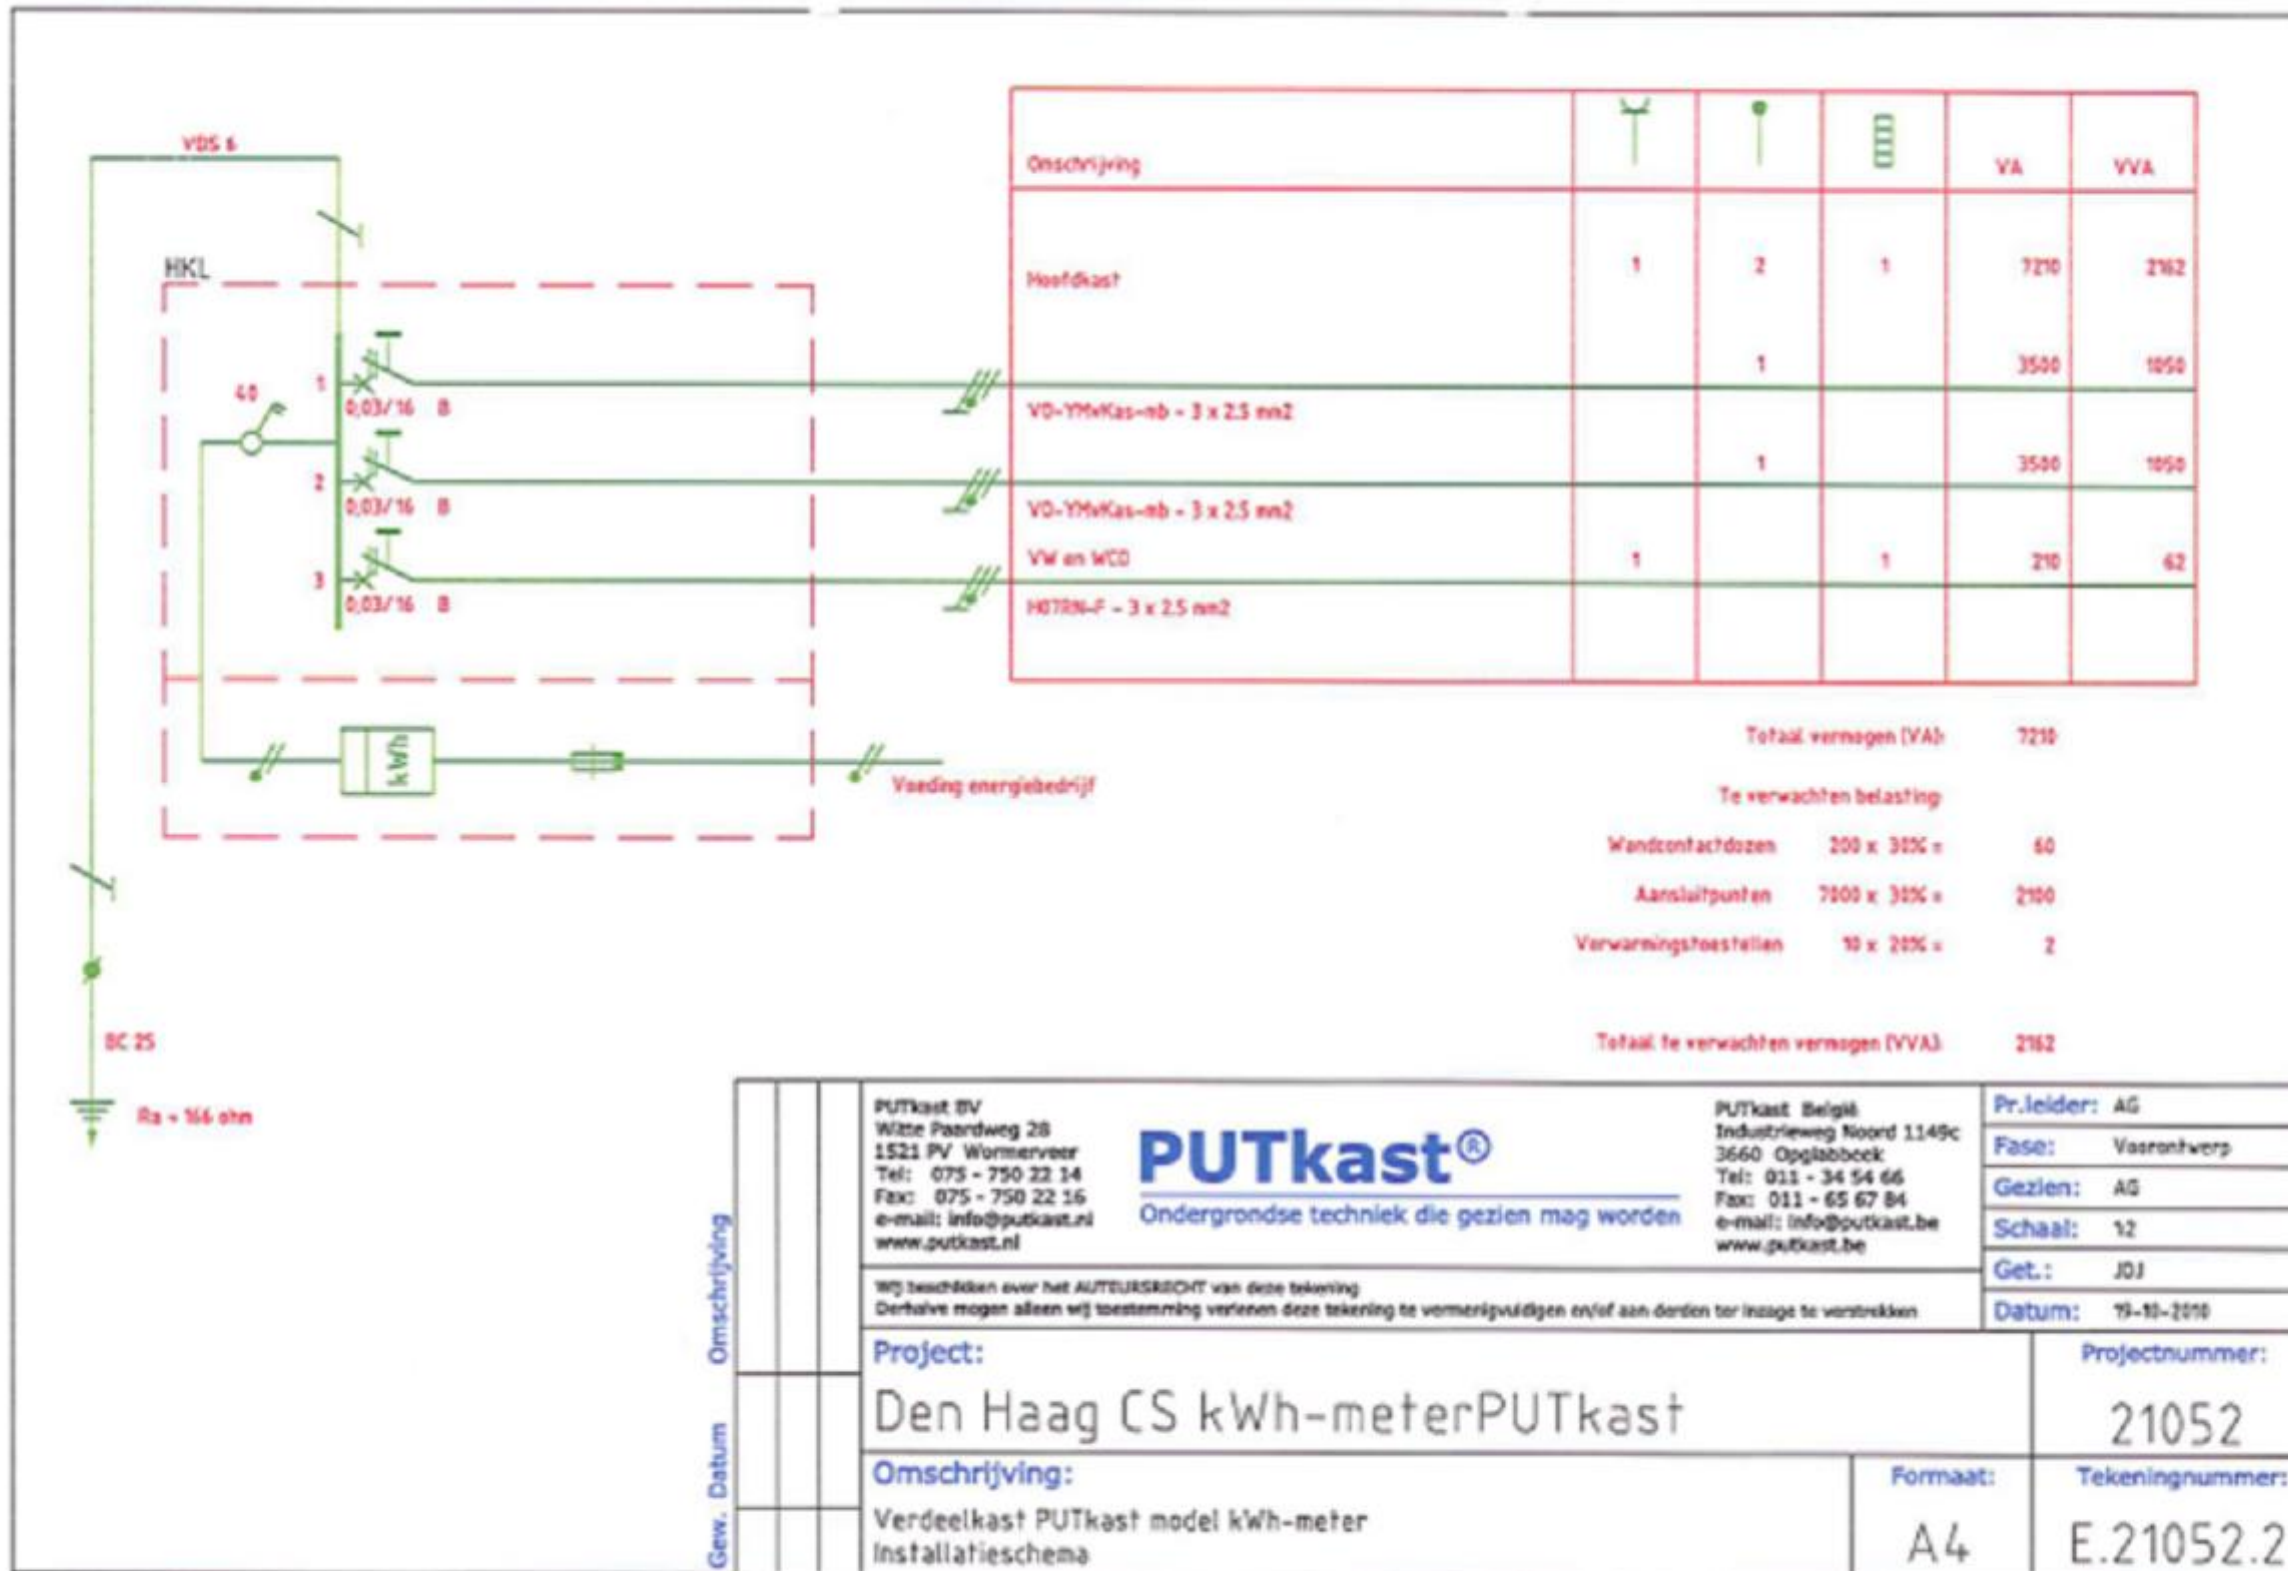 VDS 6
HKL
40
1
0,03/16 B
2
0,03/16 B
3
0,03/16 B
kWh
Voeding energiebedrijf
BC 25
Ra = 166 ohm
Omschrijving VA VVA
Hoofdkast 1 2 1 7210 2162
1 3500 1050
VO-YMvKas-mb - 3 x 2.5 mm2
1 3500 1050
VO-YMvKas-mb - 3 x 2.5 mm2
VW en WCD 1 1 210 62
H07RN-F - 3 x 2.5 mm2
Totaal vermogen (VA): 7210
Te verwachten belasting:
Wandcontactdozen 200 x 30% = 60
Aansluitpunten 7000 x 30% = 2100
Verwarmingstoestellen 10 x 20% = 2
Totaal te verwachten vermogen (VVA): 2162
Gew. Datum Omschrijving
PUTkast BV
Witte Paardweg 28
1521 PV Wormerveer
Tel: 075 - 750 22 14
Fax: 075 - 750 22 16
e-mail: info@putkast.nl
www.putkast.nl
PUTkast®
Ondergrondse techniek die gezien mag worden
PUTkast België
Industrieweg Noord 1149c
3660 Opglabbeek
Tel: 011 - 34 54 66
Fax: 011 - 65 67 84
e-mail: info@putkast.be
www.putkast.be
Pr.leider: AG
Fase: Voorontwerp
Gezien: AG
Schaal: 1:2
Get.: JDJ
Datum: 19-10-2010
Wij beschikken over het AUTEURSRECHT van deze tekening
Derhalve mogen alleen wij toestemming verlenen deze tekening te vermenigvuldigen en/of aan derden ter inzage te verstrekken
Project:
Den Haag CS kWh-meterPUTkast
Projectnummer:
21052
Omschrijving:
Verdeelkast PUTkast model kWh-meter
Installatieschema
Formaat:
A4
Tekeningnummer:
E.21052.2